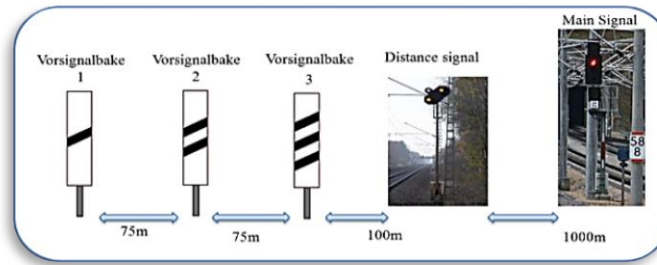 Main Signal
Vorsignalbake
1
Vorsignalbake
2
Vorsignalbake
3
Distance signal
58
8
75m
75m
100m
1000m